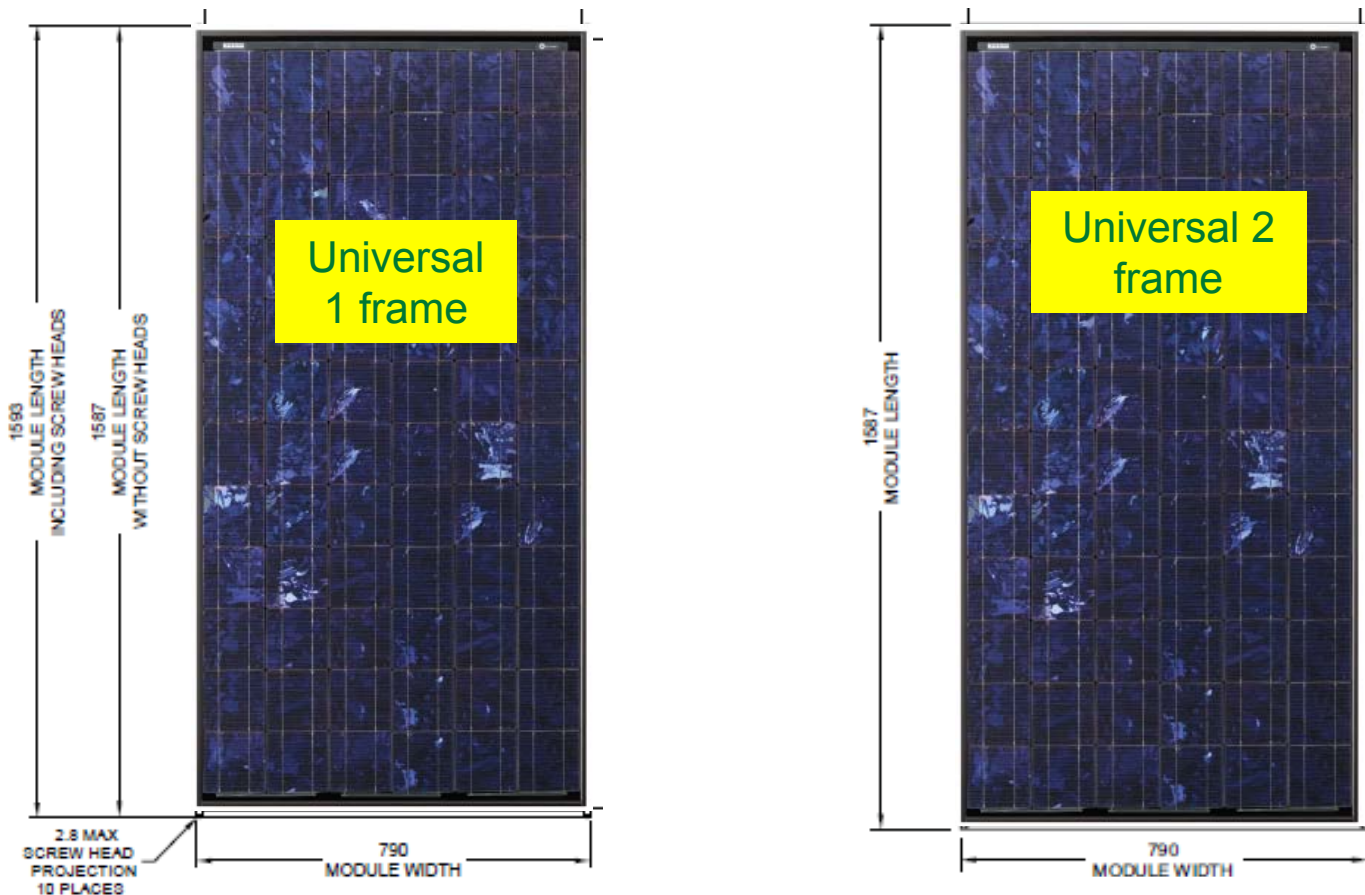 Universal
1 frame
1593
MODULE LENGTH
INCLUDING SCREW HEADS
1587
MODULE LENGTH
WITHOUT SCREW HEADS
2.8 MAX
SCREW HEAD
PROJECTION
10 PLACES
790
MODULE WIDTH
Universal 2
frame
1587
MODULE LENGTH
790
MODULE WIDTH